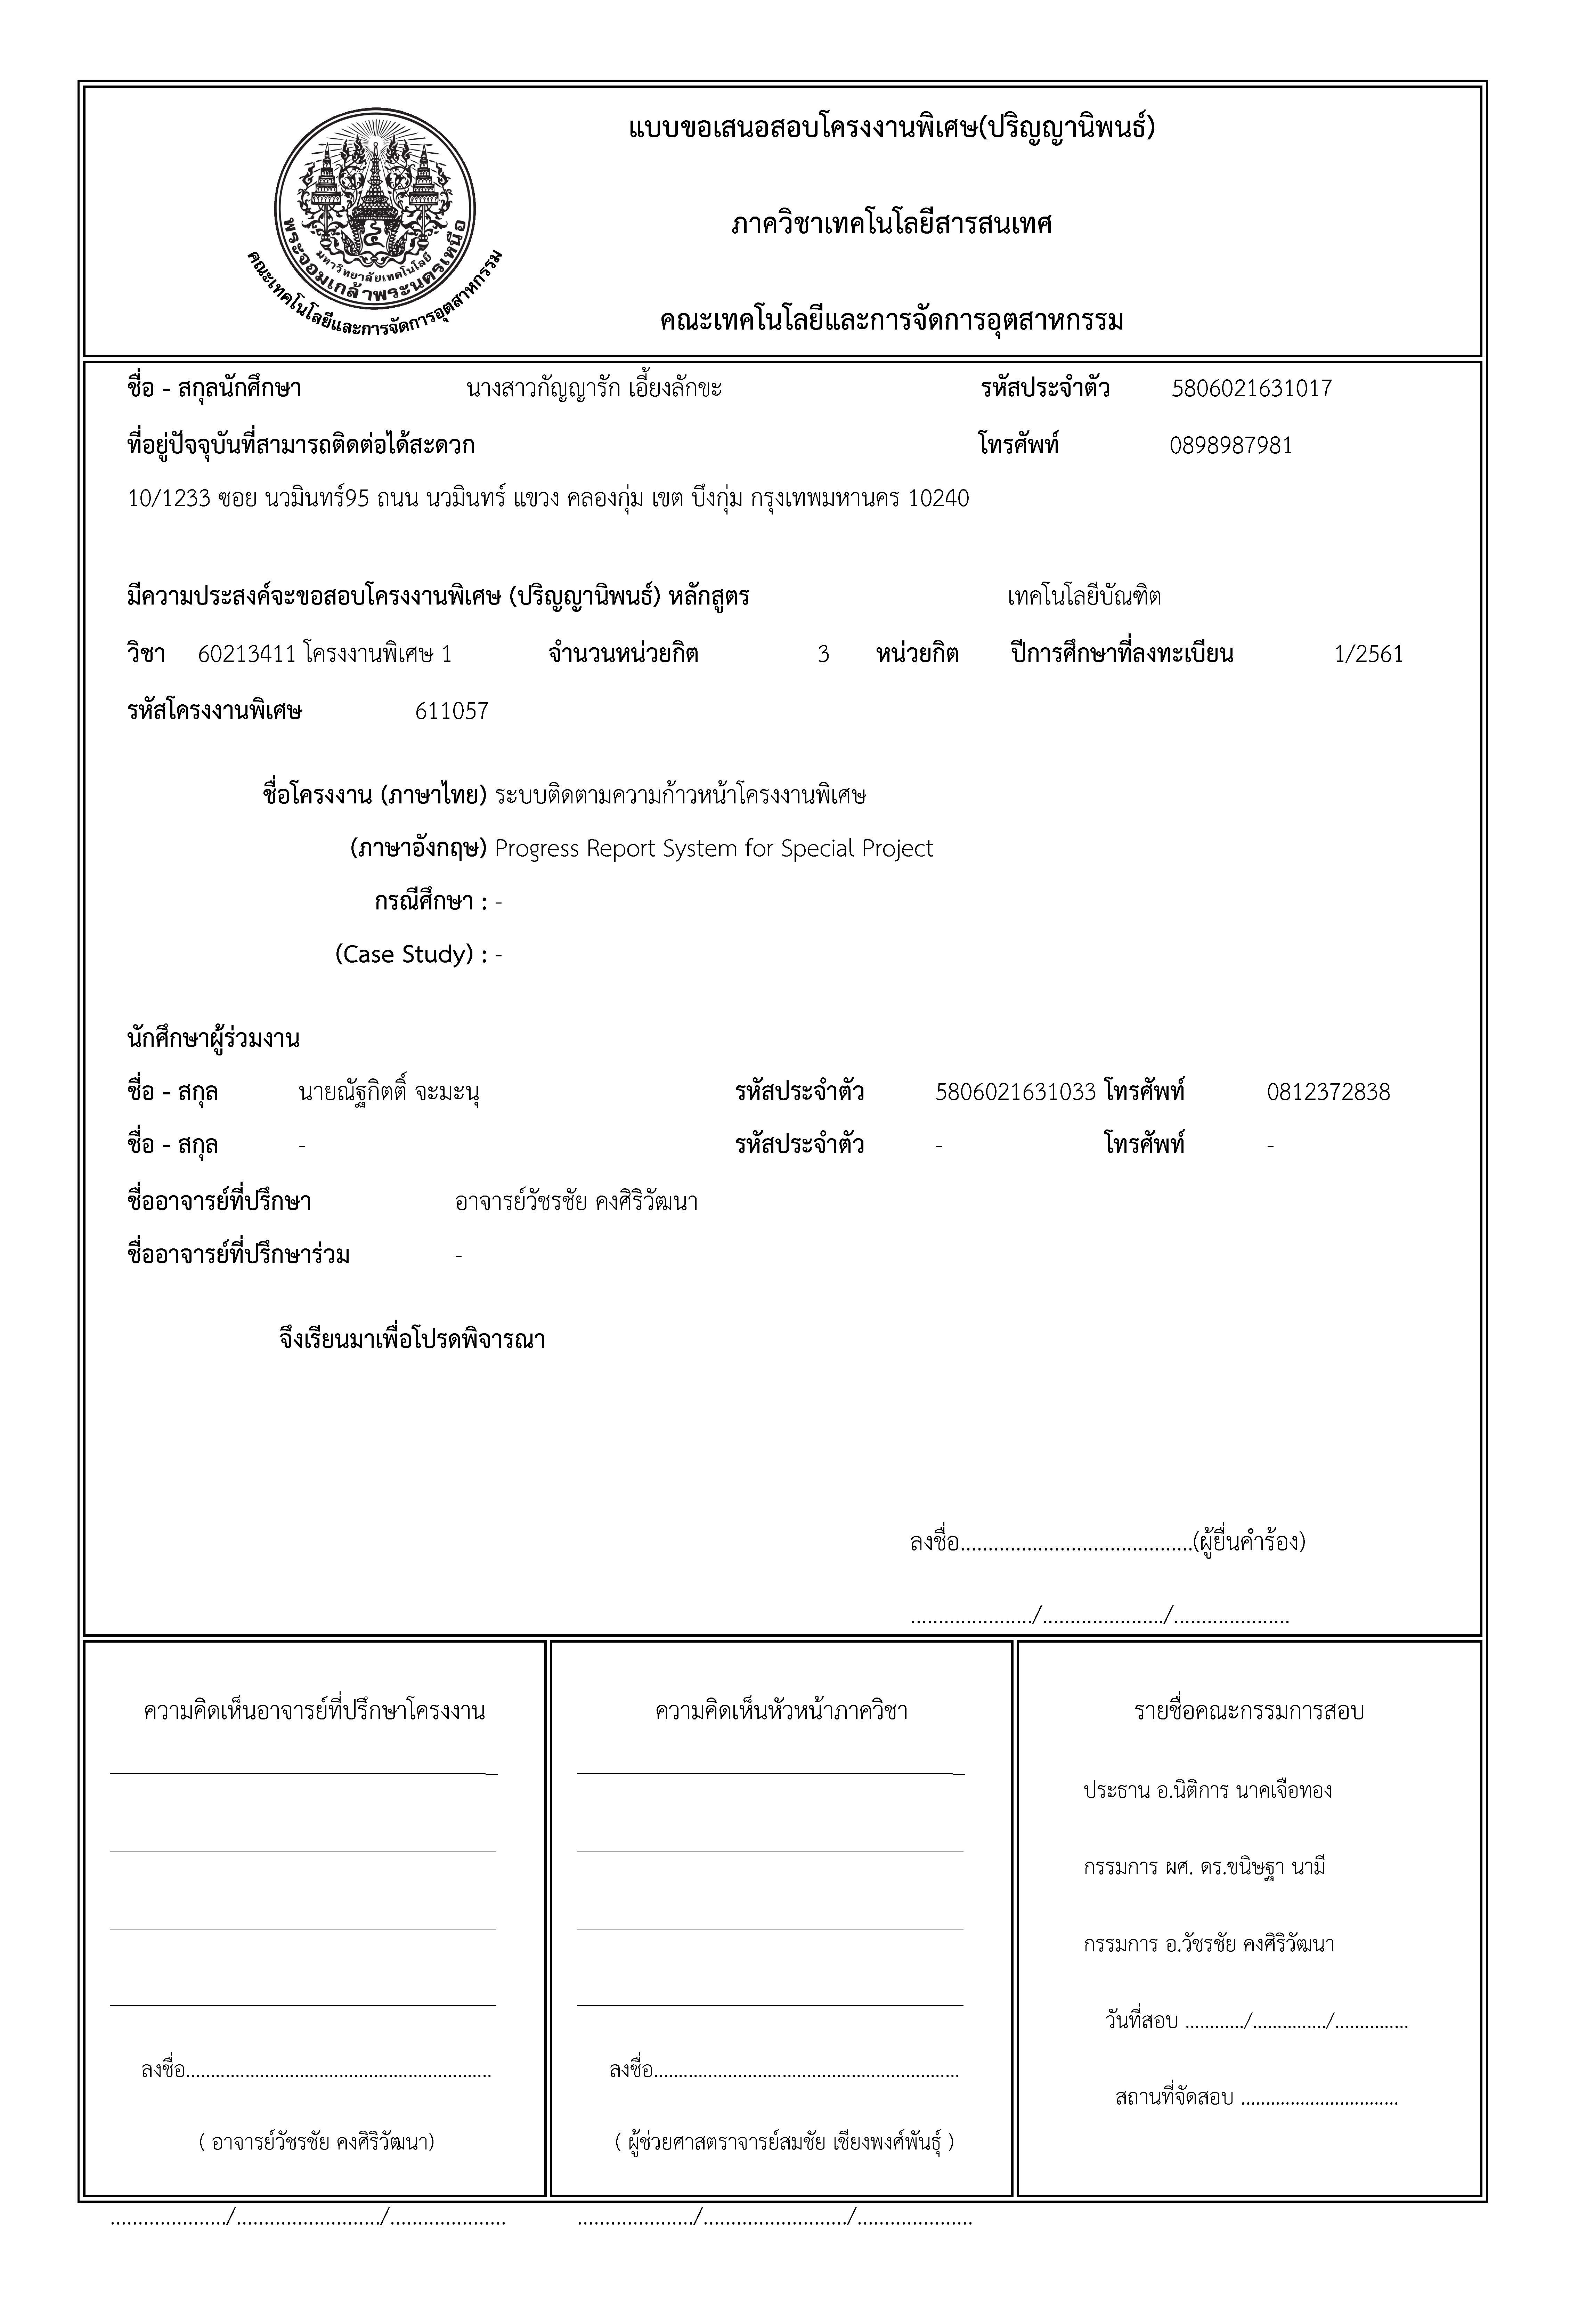 แบบขอเสนอสอบโครงงานพิเศษ(ปริญญานิพนธ์)
ภาควิชาเทคโนโลยีสารสนเทศ
คณะเทคโนโลยีและการจัดการอุตสาหกรรม
มหาวิทยาลัยเทคโนโลยี
พระจอมเกล้าพระนครเหนือ
คณะเทคโนโลยีและการจัดการอุตสาหกรรม
ชื่อ - สกุลนักศึกษา นางสาวกัญญารัก เอี้ยงลักขะ รหัสประจำตัว 5806021631017
ที่อยู่ปัจจุบันที่สามารถติดต่อได้สะดวก โทรศัพท์ 0898987981
10/1233 ซอย นวมินทร์95 ถนน นวมินทร์ แขวง คลองกุ่ม เขต บึงกุ่ม กรุงเทพมหานคร 10240
มีความประสงค์จะขอสอบโครงงานพิเศษ (ปริญญานิพนธ์) หลักสูตร เทคโนโลยีบัณฑิต
วิชา 60213411 โครงงานพิเศษ 1 จำนวนหน่วยกิต 3 หน่วยกิต ปีการศึกษาที่ลงทะเบียน 1/2561
รหัสโครงงานพิเศษ 611057
ชื่อโครงงาน (ภาษาไทย) ระบบติดตามความก้าวหน้าโครงงานพิเศษ
(ภาษาอังกฤษ) Progress Report System for Special Project
กรณีศึกษา : -
(Case Study) : -
นักศึกษาผู้ร่วมงาน
ชื่อ - สกุล นายณัฐกิตติ์ จะมะนุ รหัสประจำตัว 5806021631033 โทรศัพท์ 0812372838
ชื่อ - สกุล - รหัสประจำตัว - โทรศัพท์ -
ชื่ออาจารย์ที่ปรึกษา อาจารย์วัชรชัย คงศิริวัฒนา
ชื่ออาจารย์ที่ปรึกษาร่วม -
จึงเรียนมาเพื่อโปรดพิจารณา
ลงชื่อ..........................................(ผู้ยื่นคำร้อง)
....................../....................../.....................
ความคิดเห็นอาจารย์ที่ปรึกษาโครงงาน
ลงชื่อ..............................................................
( อาจารย์วัชรชัย คงศิริวัฒนา)
...................../........................../.....................
ความคิดเห็นหัวหน้าภาควิชา
ลงชื่อ..............................................................
( ผู้ช่วยศาสตราจารย์สมชัย เชียงพงศ์พันธุ์ )
...................../........................../.....................
รายชื่อคณะกรรมการสอบ
ประธาน อ.นิติการ นาคเจือทอง
กรรมการ ผศ. ดร.ขนิษฐา นามี
กรรมการ อ.วัชรชัย คงศิริวัฒนา
วันที่สอบ ............/.............../...............
สถานที่จัดสอบ ................................